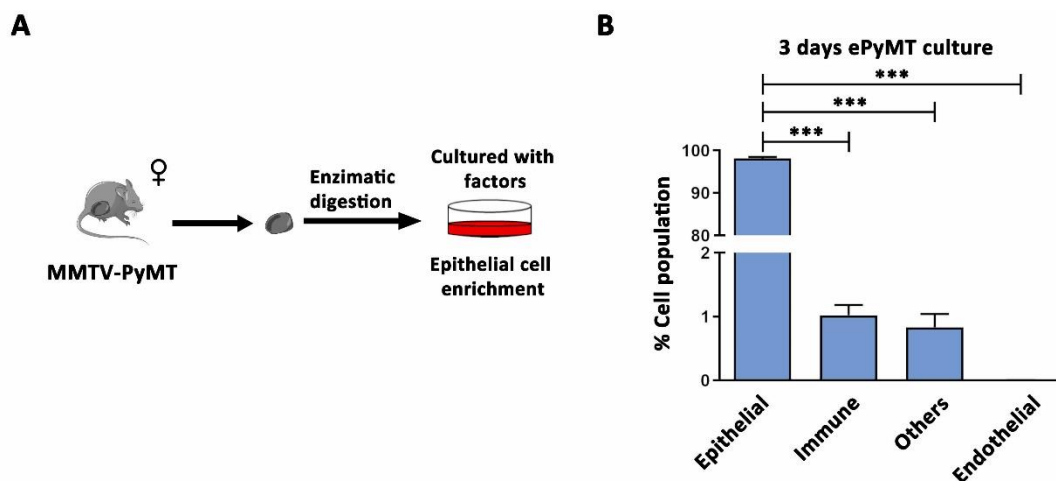 A
♀
MMTV-PyMT
Enzimatic
digestion
Cultured with
factors
Epithelial cell
enrichment
B
3 days ePyMT culture
***
***
***
% Cell population
100
90
80
2
1
0
Epithelial
Immune
Others
Endothelial